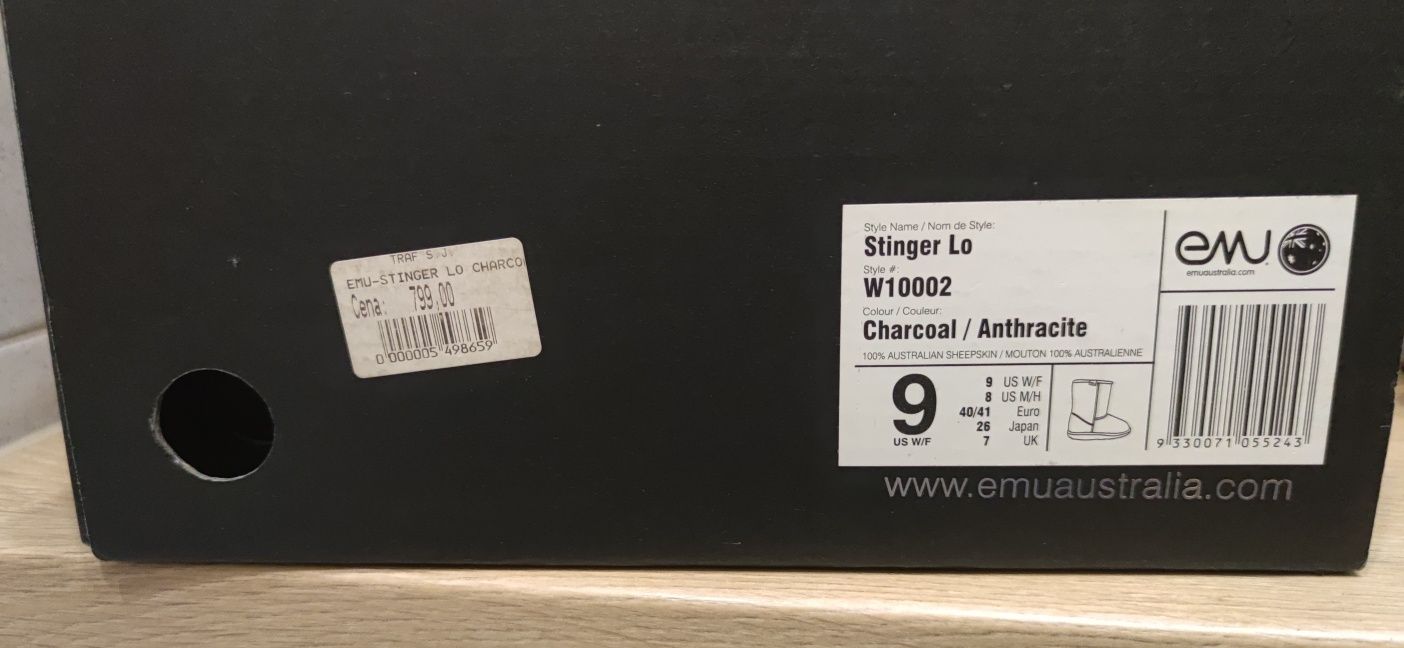 TRAF S.J.
EMU-STINGER LO CHARCO
Cena: 799,00
0 000005 498659
Style Name / Nom de Style:
Stinger Lo
Style #:
W10002
Colour / Couleur:
Charcoal / Anthracite
100% AUSTRALIAN SHEEPSKIN / MOUTON 100% AUSTRALIENNE
9
US W/F
9 US W/F
8 US M/H
40/41 Euro
26 Japan
7 UK
emu
emuaustralia.com
9 330071 055243
www.emuaustralia.com